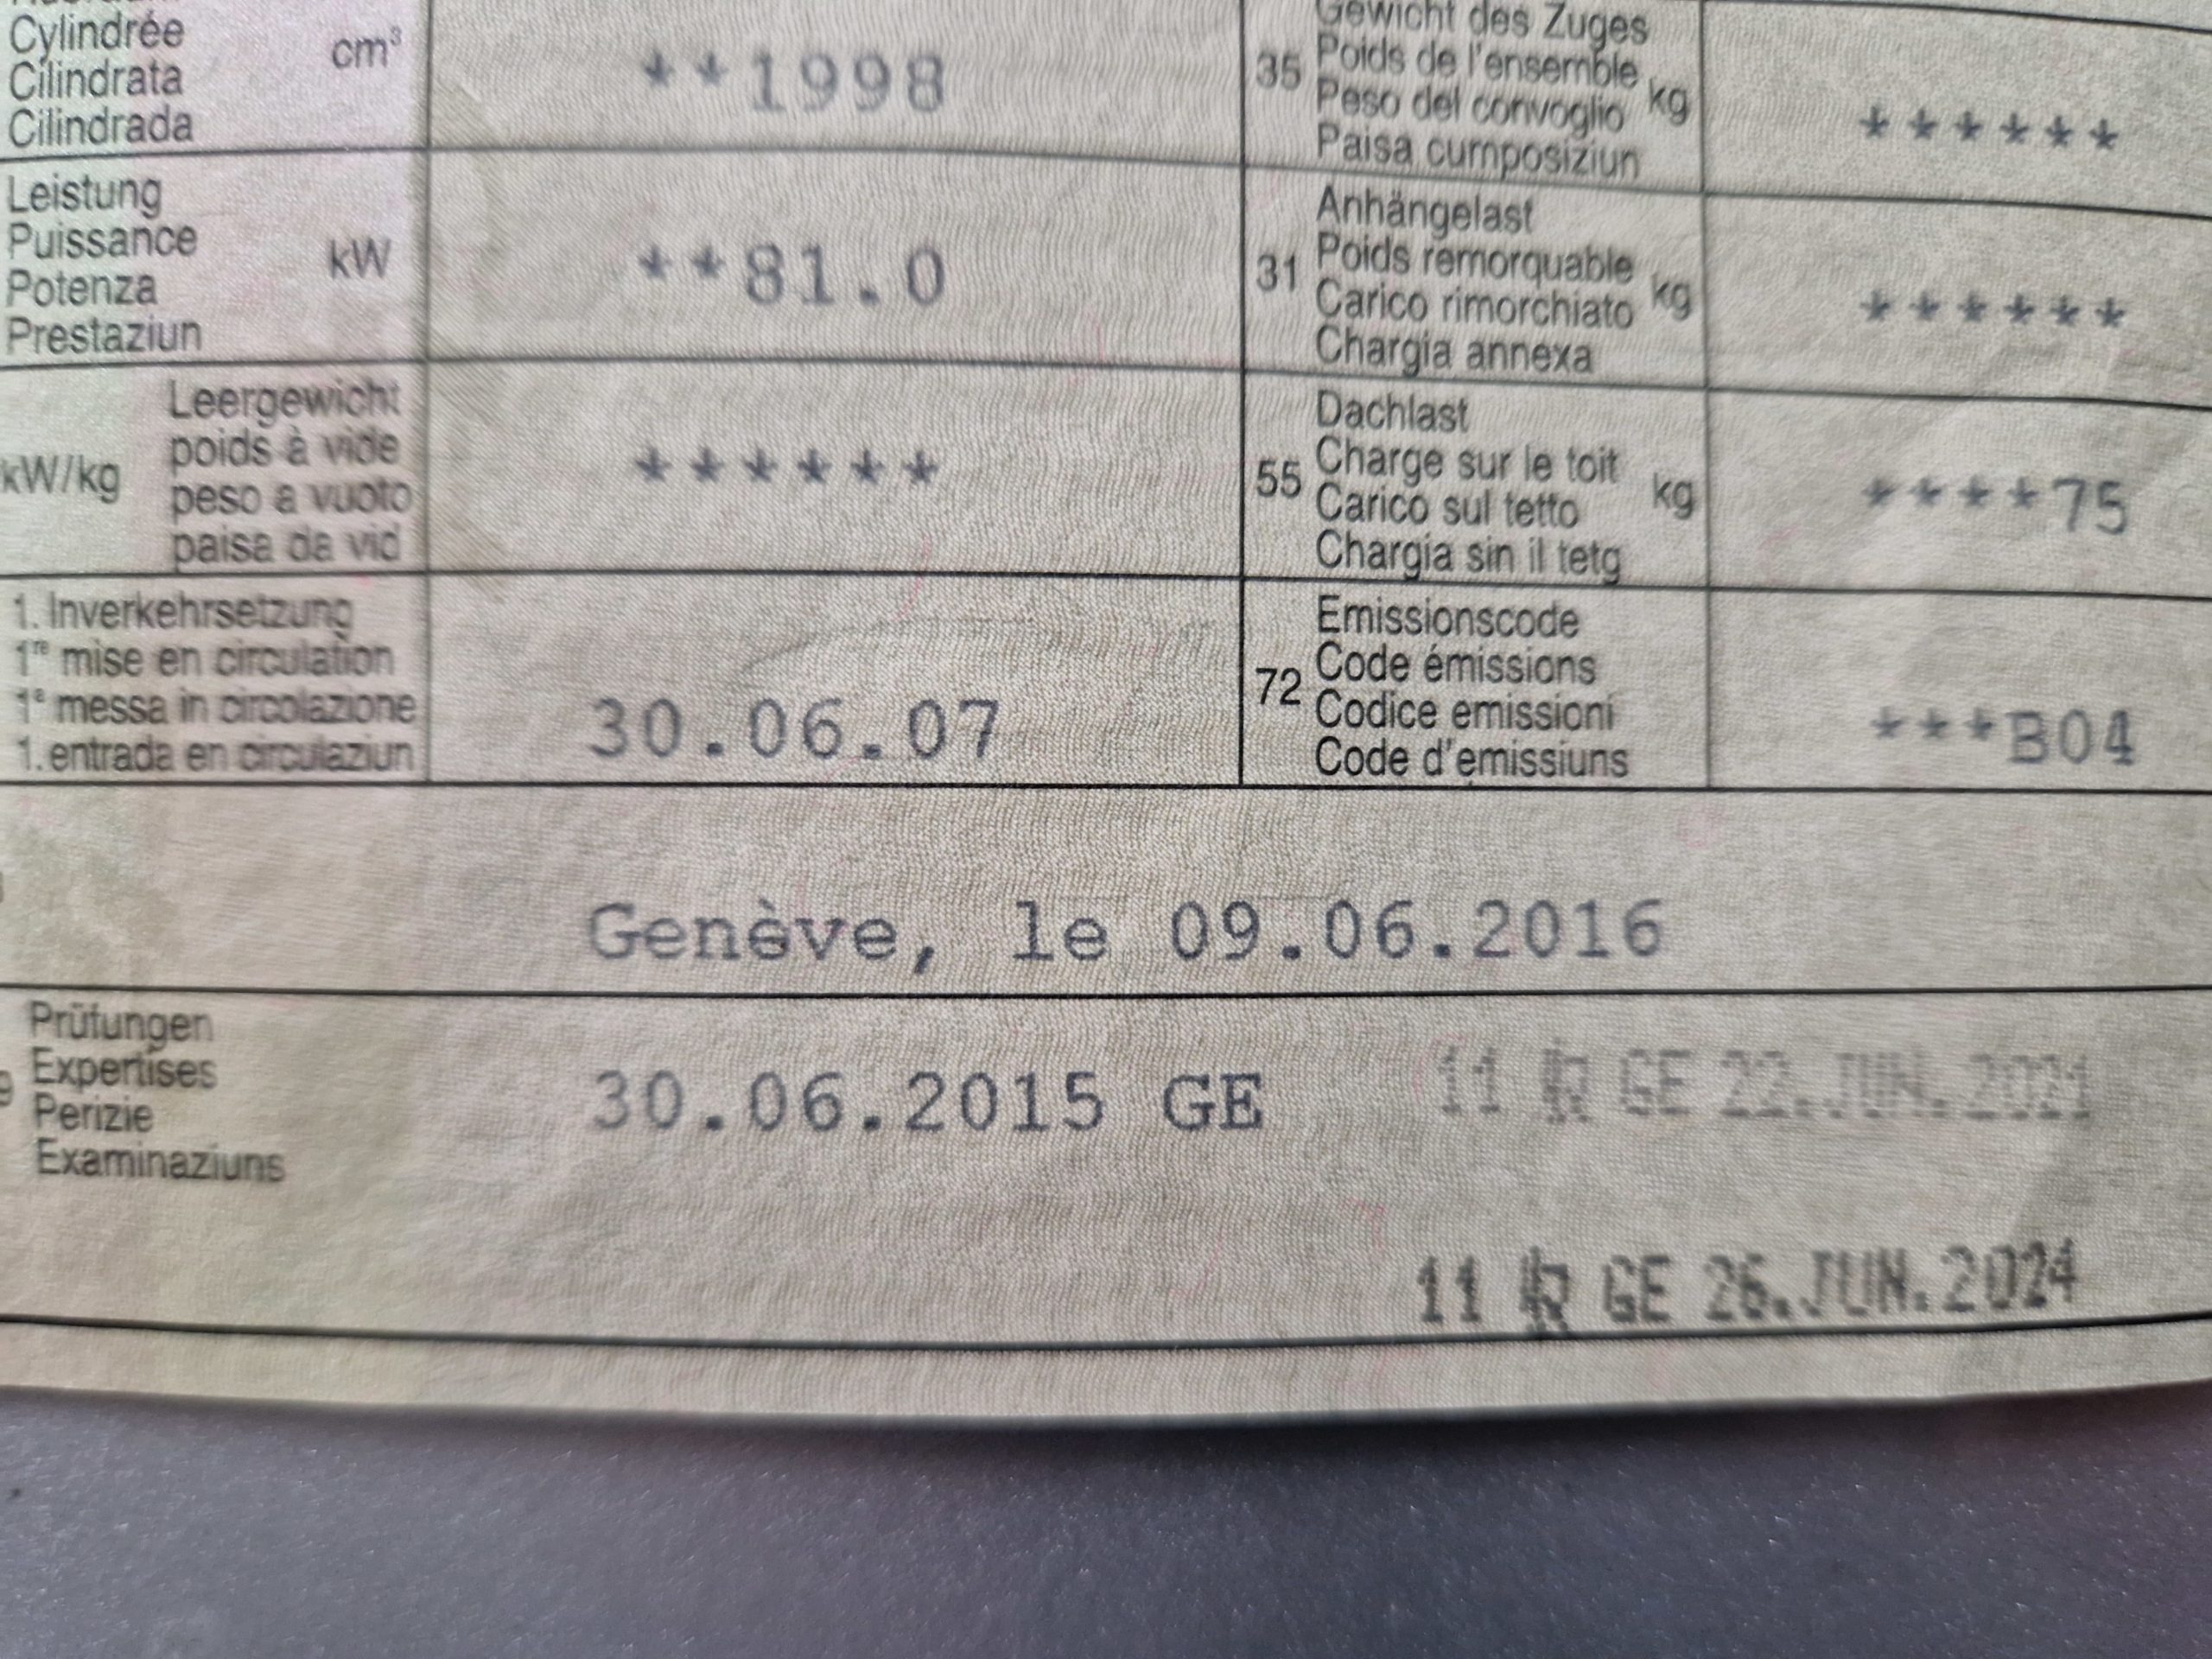 Cylindrée
Cilindrata
Cilindrada
cm³
**1998
35
Gewicht des Zuges
Poids de l'ensemble
Peso del convoglio
Paisa cumposiziun
kg
******
Leistung
Puissance
Potenza
Prestaziun
kW
**81.0
31
Anhängelast
Poids remorquable
Carico rimorchiato
Chargia annexa
kg
******
kW/kg
Leergewicht
poids à vide
peso a vuoto
paisa da vid
******
55
Dachlast
Charge sur le toit
Carico sul tetto
Chargia sin il tetg
kg
****75
1. Inverkehrsetzung
1re mise en circulation
1a messa in circolazione
1. entrada en circulaziun
30.06.07
72
Emissionscode
Code émissions
Codice emissioni
Code d'emissiuns
***B04
Genève, le 09.06.2016
Prüfungen
Expertises
Perizie
Examinaziuns
30.06.2015 GE
11 GE 22.JUN.2021
11 GE 26.JUN.2024